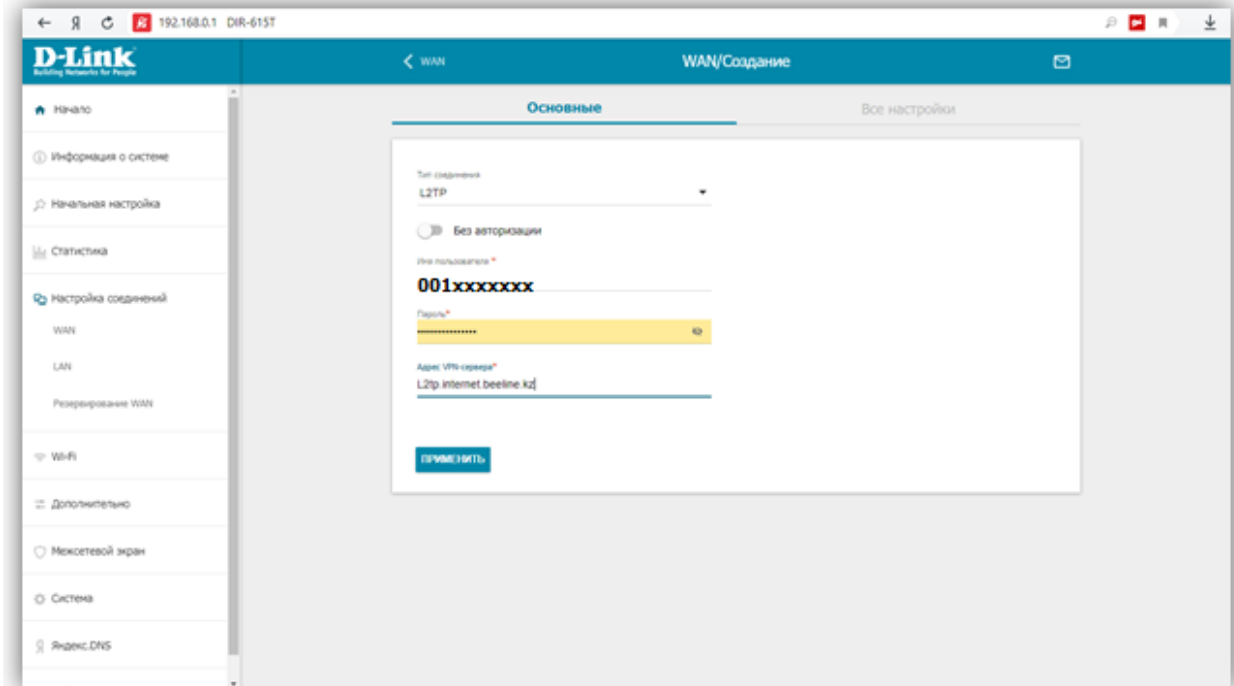 Я 192.168.0.1 DIR-615T
D-Link
Building Networks for People
WAN
WAN/Создание
Начало
Информация о системе
Начальная настройка
Статистика
Настройка соединений
WAN
LAN
Резервирование WAN
Wi-Fi
Дополнительно
Межсетевой экран
Система
Яндекс.DNS
Основные
Все настройки
Тип соединения
L2TP
Без авторизации
Имя пользователя *
001xxxxxxx
Пароль*
Адрес VPN-сервера*
L2tp.internet.beeline.kz
ПРИМЕНИТЬ